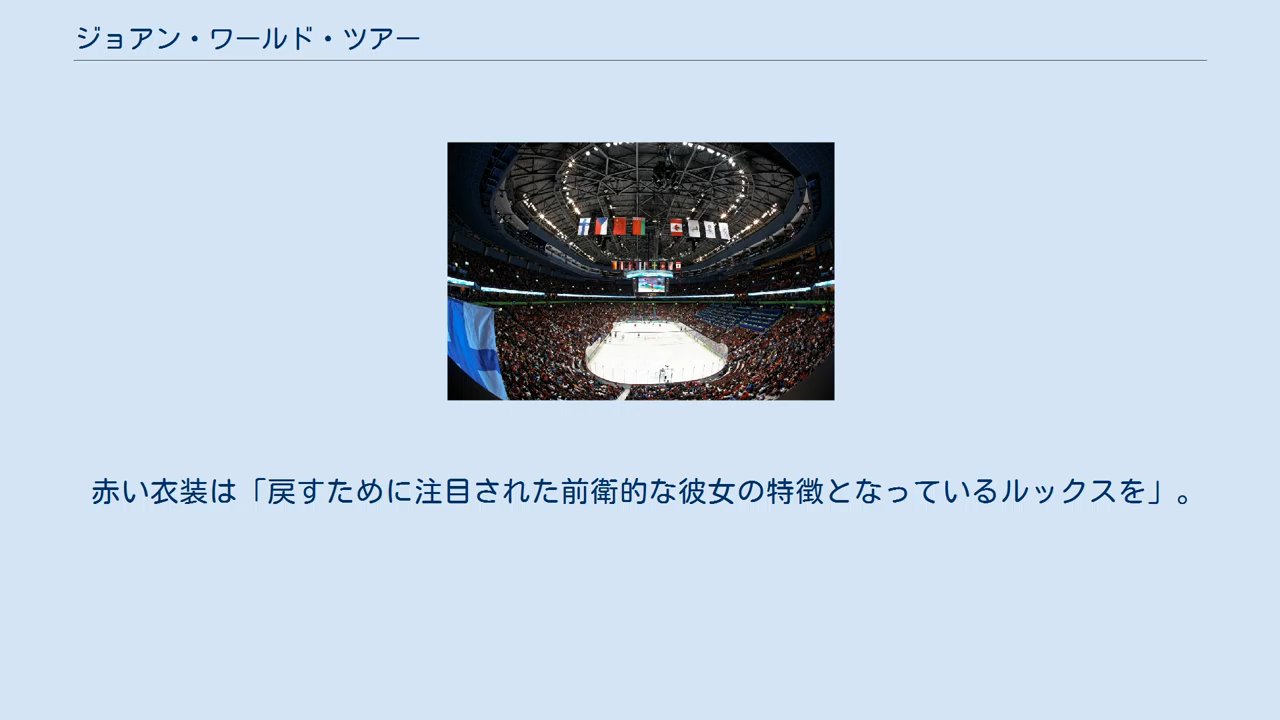 ジョアン・ワールド・ツアー
赤い衣装は「戻すために注目された前衛的な彼女の特徴となっているルックスを」。